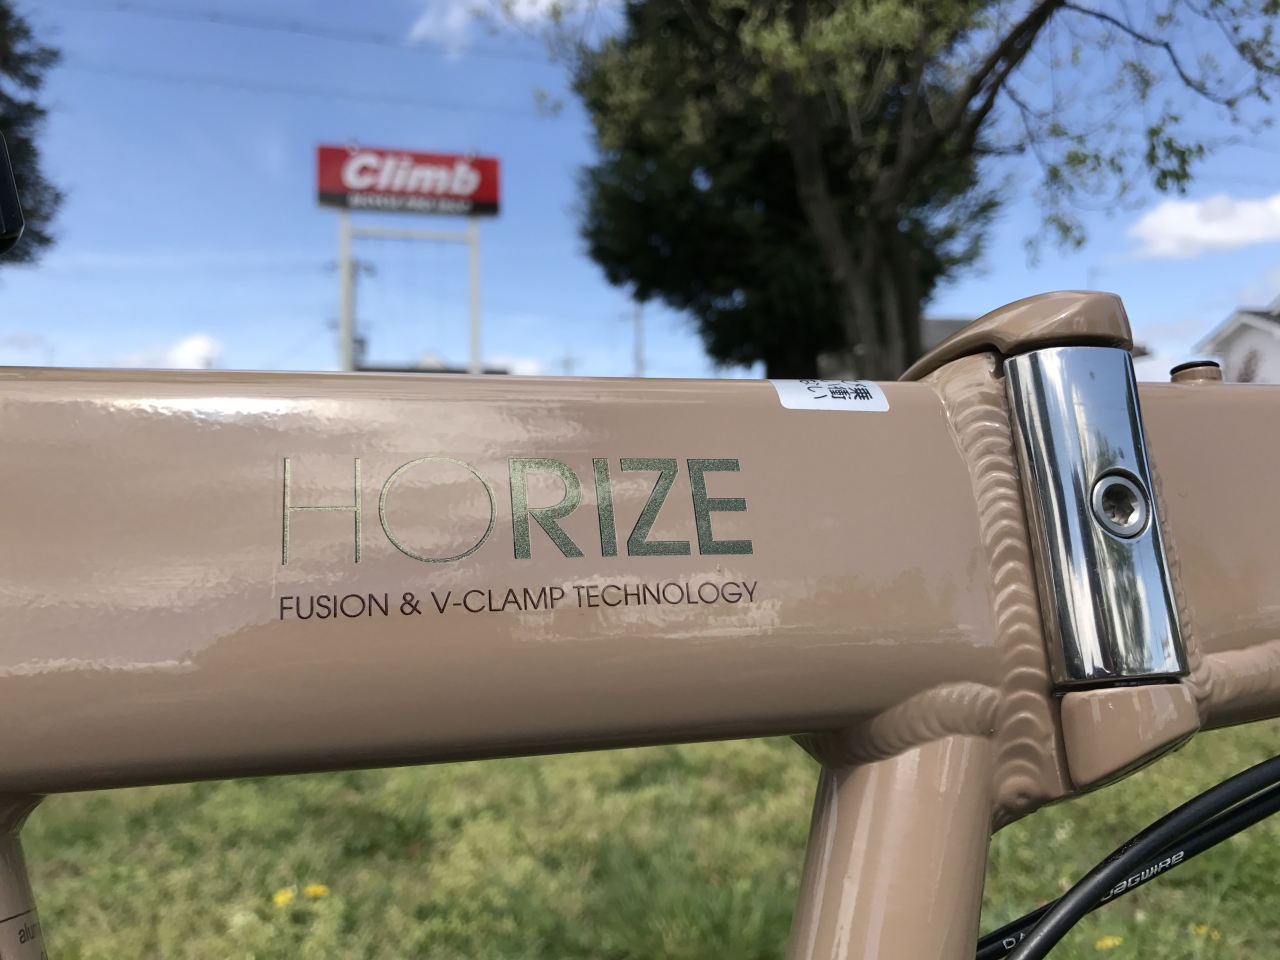 Climb
HORIZE
FUSION & V-CLAMP TECHNOLOGY
JAGWIRE